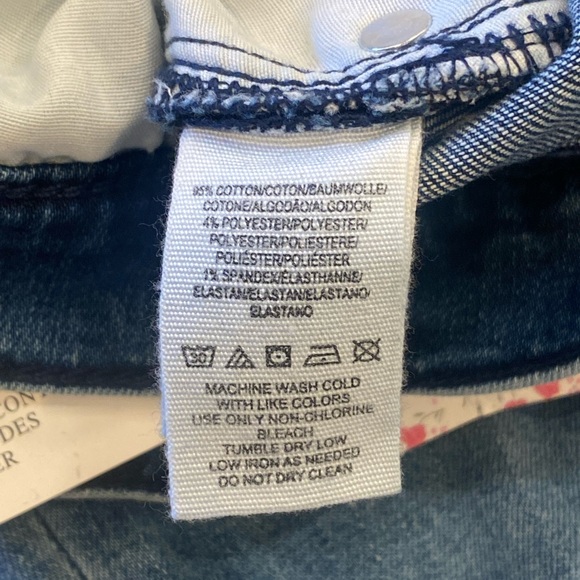 95% COTTON/COTON/BAUMWOLLE/
COTONE/ALGODÃO/ALGODON
4% POLYESTER/POLYESTER/
POLYESTER/POLIESTERE/
POLIÉSTER/POLIÉSTER
1% SPANDEX/ÉLASTHANNE/
ELASTAN/ELASTAN/ELASTANO/
ELASTANO
30
MACHINE WASH COLD
WITH LIKE COLORS
USE ONLY NON-CHLORINE
BLEACH
TUMBLE DRY LOW
LOW IRON AS NEEDED
DO NOT DRY CLEAN